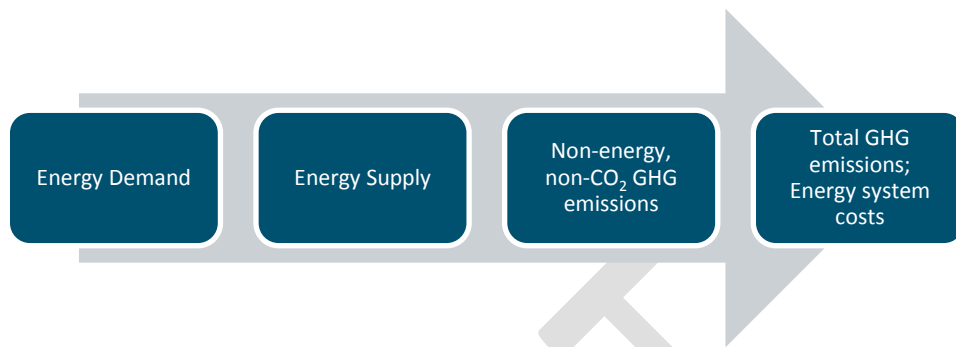 Energy Demand
Energy Supply
Non-energy,
non-CO₂ GHG
emissions
Total GHG
emissions;
Energy system
costs